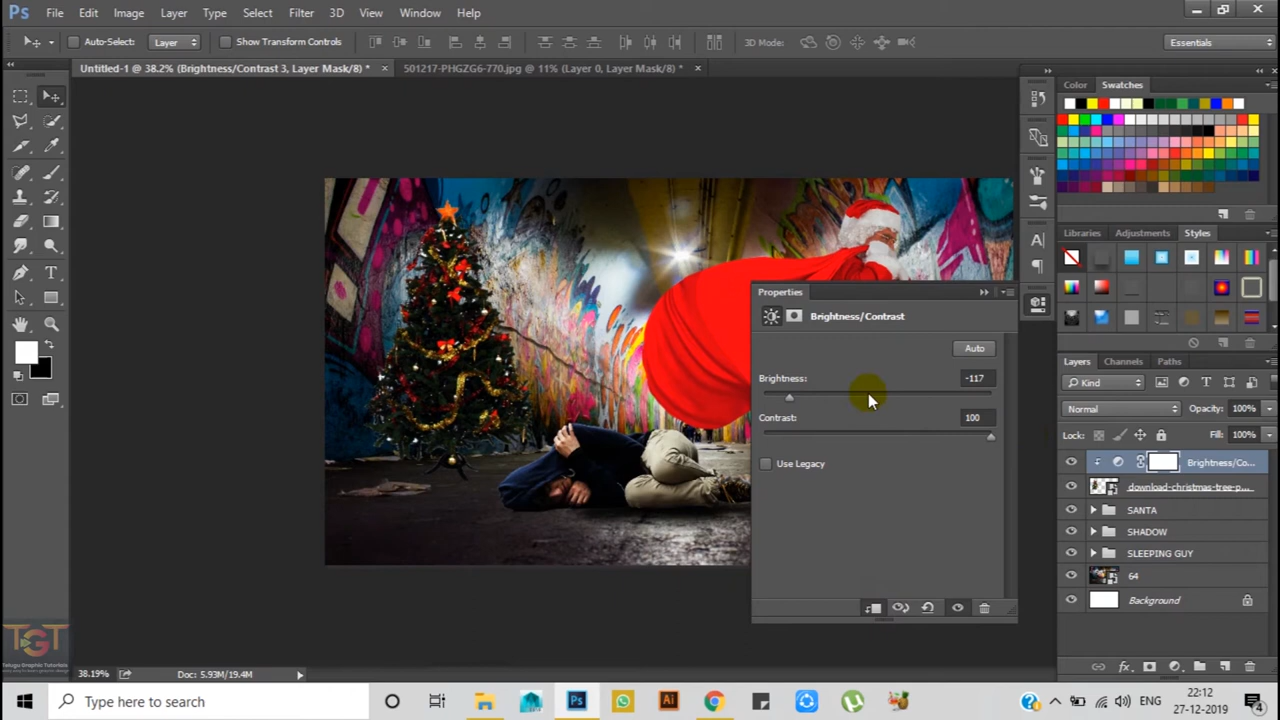 Ps File Edit Image Layer Type Select Filter 3D View Window Help
Auto-Select: Layer Show Transform Controls 3D Mode: Essentials
Untitled-1 @ 38.2% (Brightness/Contrast 3, Layer Mask/8) * × 501217-PHGZG6-770.jpg @ 11% (Layer 0, Layer Mask/8) * ×
Color Swatches
Libraries Adjustments Styles
Properties
Brightness/Contrast
Auto
Brightness: -117
Contrast: 100
Use Legacy
Layers Channels Paths
Kind
Normal Opacity: 100%
Lock: Fill: 100%
Brightness/Co...
download-christmas-tree-p...
SANTA
SHADOW
SLEEPING GUY
64
Background
TGT
Telugu Graphic Tutorials
38.19% Doc: 5.93M/19.4M
Type here to search
Ps
Ai
ENG
22:12
27-12-2019
4